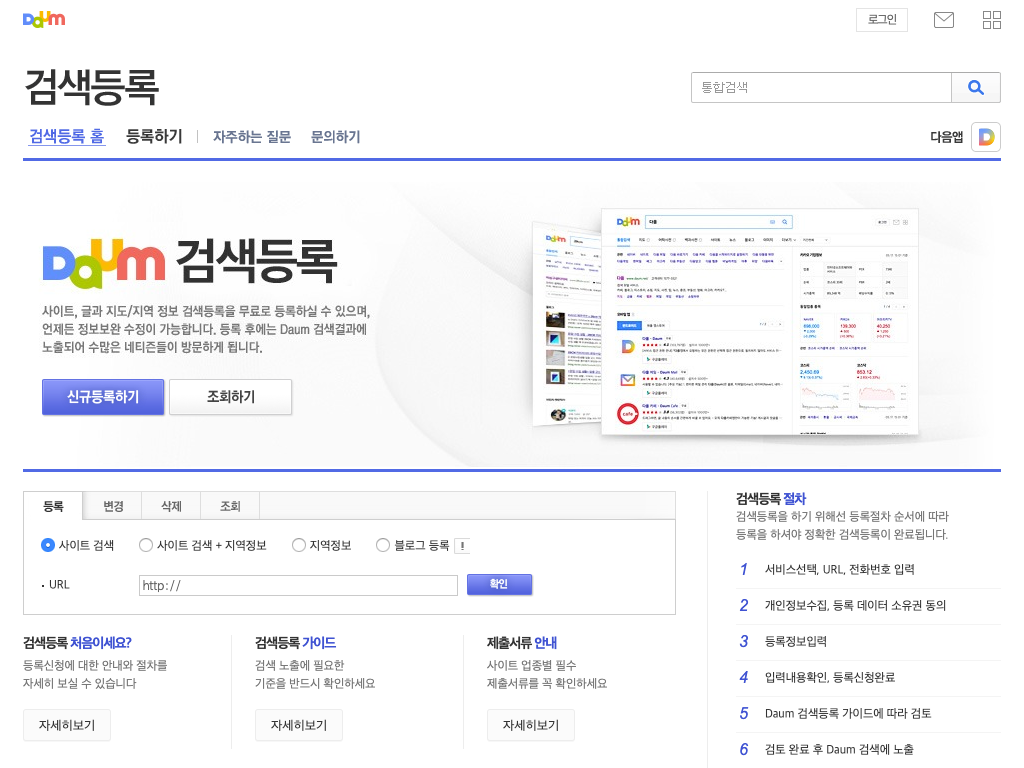 Daum
로그인
검색등록
통합검색
검색등록 홈 등록하기 자주하는 질문 문의하기
다음앱
Daum 검색등록
사이트, 글과 지도/지역 정보 검색등록을 무료로 등록하실 수 있으며,
언제든 정보보완 수정이 가능합니다. 등록 후에는 Daum 검색결과에
노출되어 수많은 네티즌들이 방문하게 됩니다.
신규등록하기 조회하기
등록 변경 삭제 조회
사이트 검색 사이트 검색 + 지역정보 지역정보 블로그 등록 !
· URL http:// 확인
검색등록 처음이세요?
등록신청에 대한 안내와 절차를
자세히 보실 수 있습니다
자세히보기
검색등록 가이드
검색 노출에 필요한
기준을 반드시 확인하세요
자세히보기
제출서류 안내
사이트 업종별 필수
제출서류를 꼭 확인하세요
자세히보기
검색등록 절차
검색등록을 하기 위해선 등록절차 순서에 따라
등록을 하셔야 정확한 검색등록이 완료됩니다.
1 서비스선택, URL, 전화번호 입력
2 개인정보수집, 등록 데이터 소유권 동의
3 등록정보입력
4 입력내용확인, 등록신청완료
5 Daum 검색등록 가이드에 따라 검토
6 검토 완료 후 Daum 검색에 노출